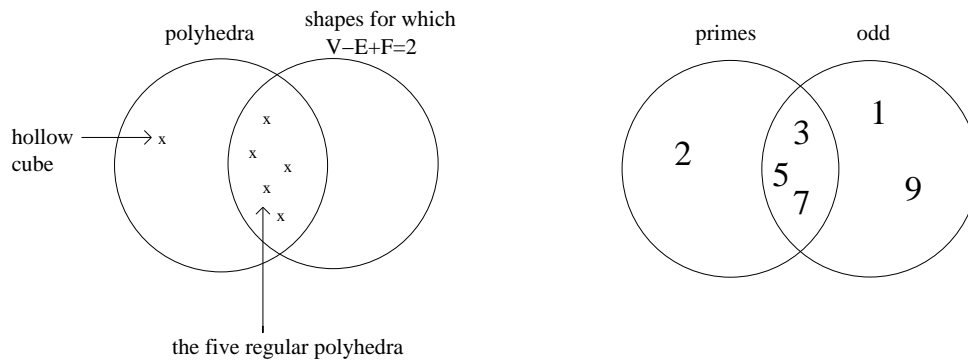 polyhedra
shapes for which
V–E+F=2
hollow
cube
x
x
x
x
x
x
the five regular polyhedra
primes
odd
2
3
5
7
1
9